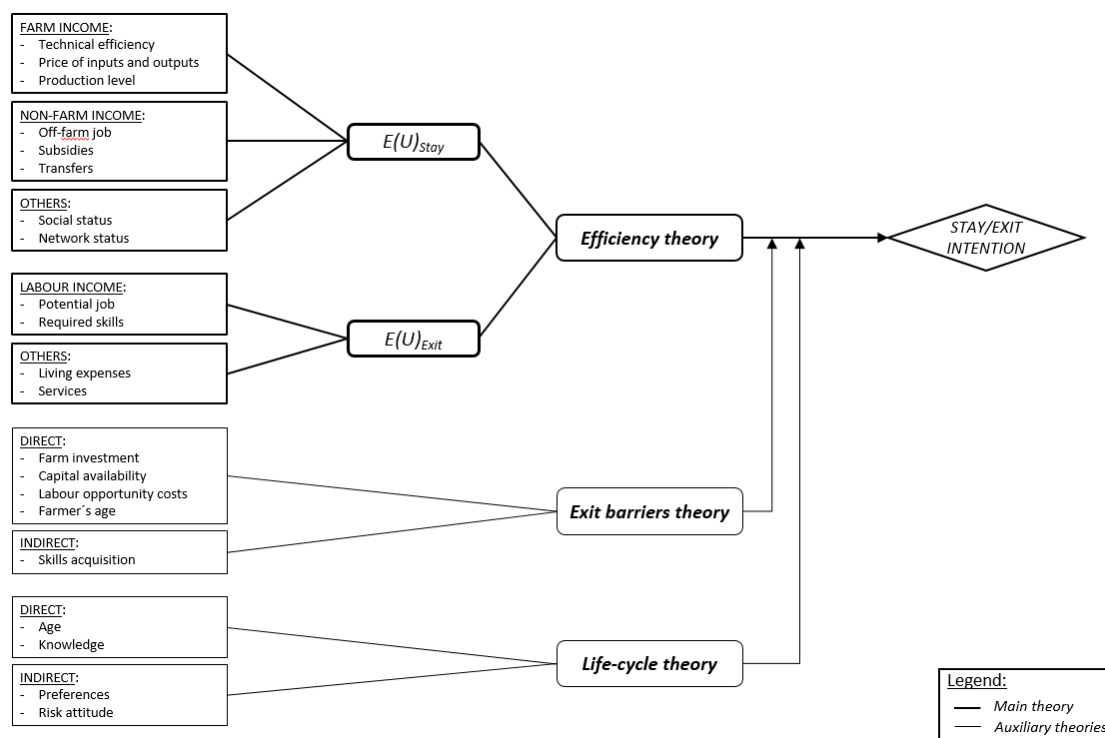 FARM INCOME:
- Technical efficiency
- Price of inputs and outputs
- Production level
NON-FARM INCOME:
- Off-farm job
- Subsidies
- Transfers
OTHERS:
- Social status
- Network status
LABOUR INCOME:
- Potential job
- Required skills
OTHERS:
- Living expenses
- Services
DIRECT:
- Farm investment
- Capital availability
- Labour opportunity costs
- Farmer´s age
INDIRECT:
- Skills acquisition
DIRECT:
- Age
- Knowledge
INDIRECT:
- Preferences
- Risk attitude
E(U)Stay
E(U)Exit
Efficiency theory
Exit barriers theory
Life-cycle theory
STAY/EXIT
INTENTION
Legend:
Main theory
Auxiliary theories